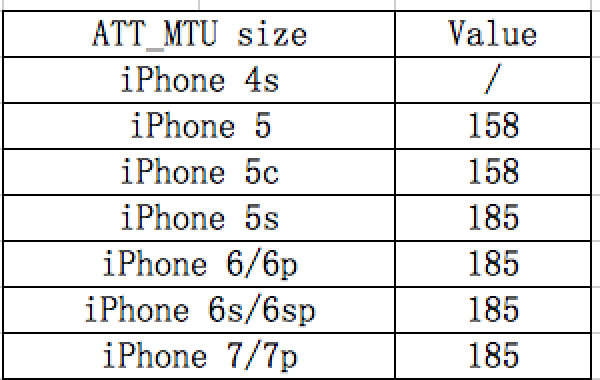 ATT_MTU size Value
iPhone 4s /
iPhone 5 158
iPhone 5c 158
iPhone 5s 185
iPhone 6/6p 185
iPhone 6s/6sp 185
iPhone 7/7p 185